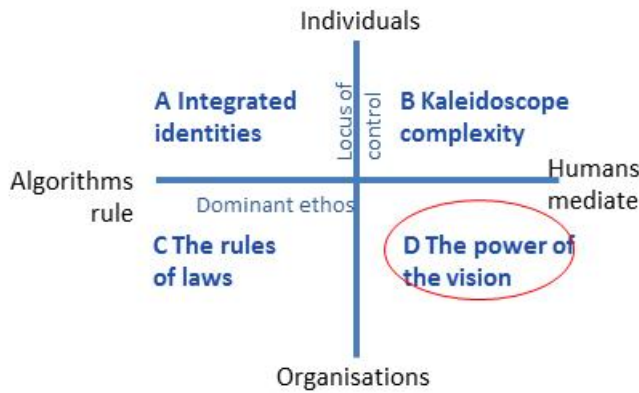 Individuals
A Integrated
identities
Locus of
control
B Kaleidoscope
complexity
Algorithms
rule
Humans
mediate
Dominant ethos
C The rules
of laws
D The power of
the vision
Organisations